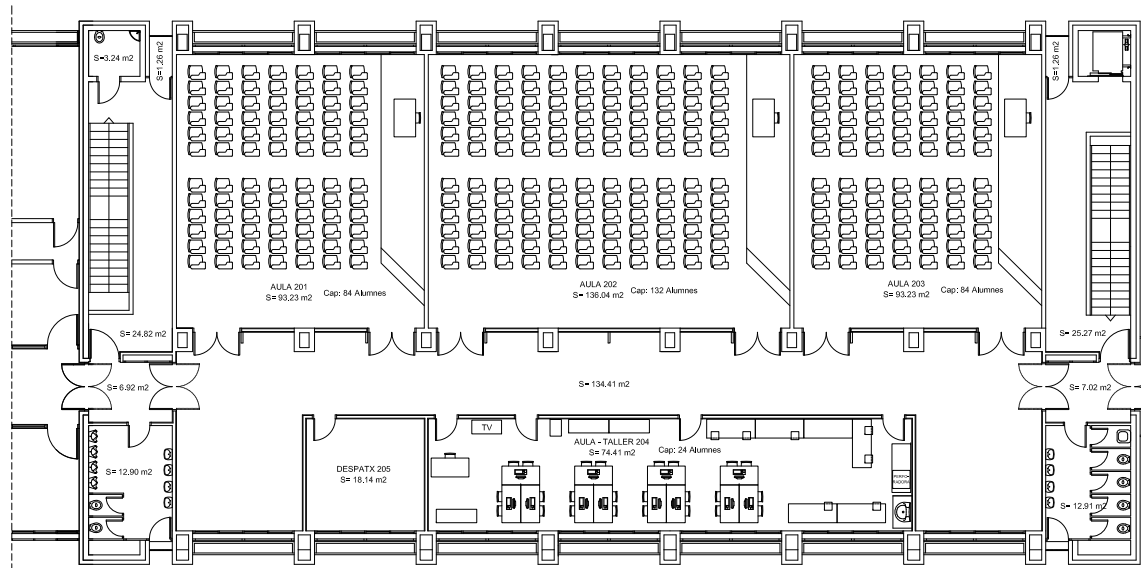 S=3.24 m2
S=1.26 m2
S=1.26 m2
AULA 201
S= 93.23 m2
Cap: 84 Alumnes
AULA 202
S= 136.04 m2
Cap: 132 Alumnes
AULA 203
S= 93.23 m2
Cap: 84 Alumnes
S= 24.82 m2
S= 25.27 m2
S= 6.92 m2
S= 134.41 m2
S= 7.02 m2
TV
AULA - TALLER 204
S= 74.41 m2
Cap: 24 Alumnes
S= 12.90 m2
DESPATX 205
S= 18.14 m2
PERFO-
RADORA
S= 12.91 m2